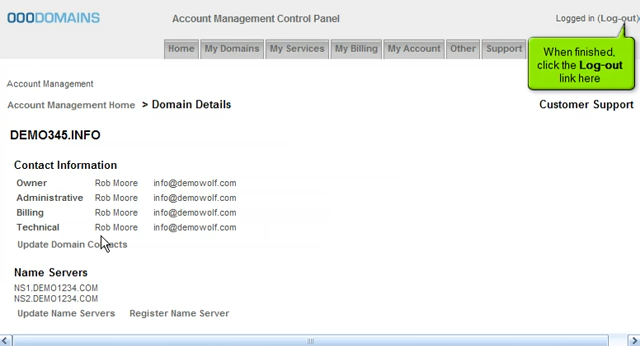 000DOMAINS
Account Management Control Panel
Logged in (Log-out)
Home My Domains My Services My Billing My Account Other Support
When finished,
click the Log-out
link here
Account Management
Account Management Home > Domain Details
Customer Support
DEMO345.INFO
Contact Information
Owner Rob Moore info@demowolf.com
Administrative Rob Moore info@demowolf.com
Billing Rob Moore info@demowolf.com
Technical Rob Moore info@demowolf.com
Update Domain Contacts
Name Servers
NS1.DEMO1234.COM
NS2.DEMO1234.COM
Update Name Servers Register Name Server